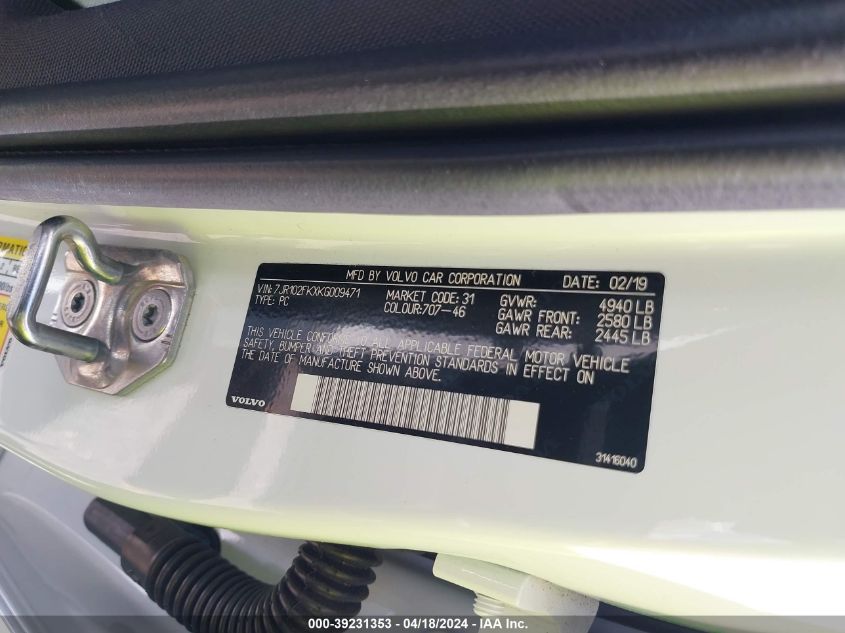 MFD BY VOLVO CAR CORPORATION DATE: 02/19
VIN: 7JR102FKXKG009471 MARKET CODE: 31 GVWR: 4940 LB
TYPE: PC COLOUR:707-46 GAWR FRONT: 2580 LB
GAWR REAR: 2445 LB
THIS VEHICLE CONFORMS TO ALL APPLICABLE FEDERAL MOTOR VEHICLE
SAFETY, BUMPER AND THEFT PREVENTION STANDARDS IN EFFECT ON
THE DATE OF MANUFACTURE SHOWN ABOVE.
VOLVO
31416040
000-39231353 / 04/18/2024 - IAA Inc.